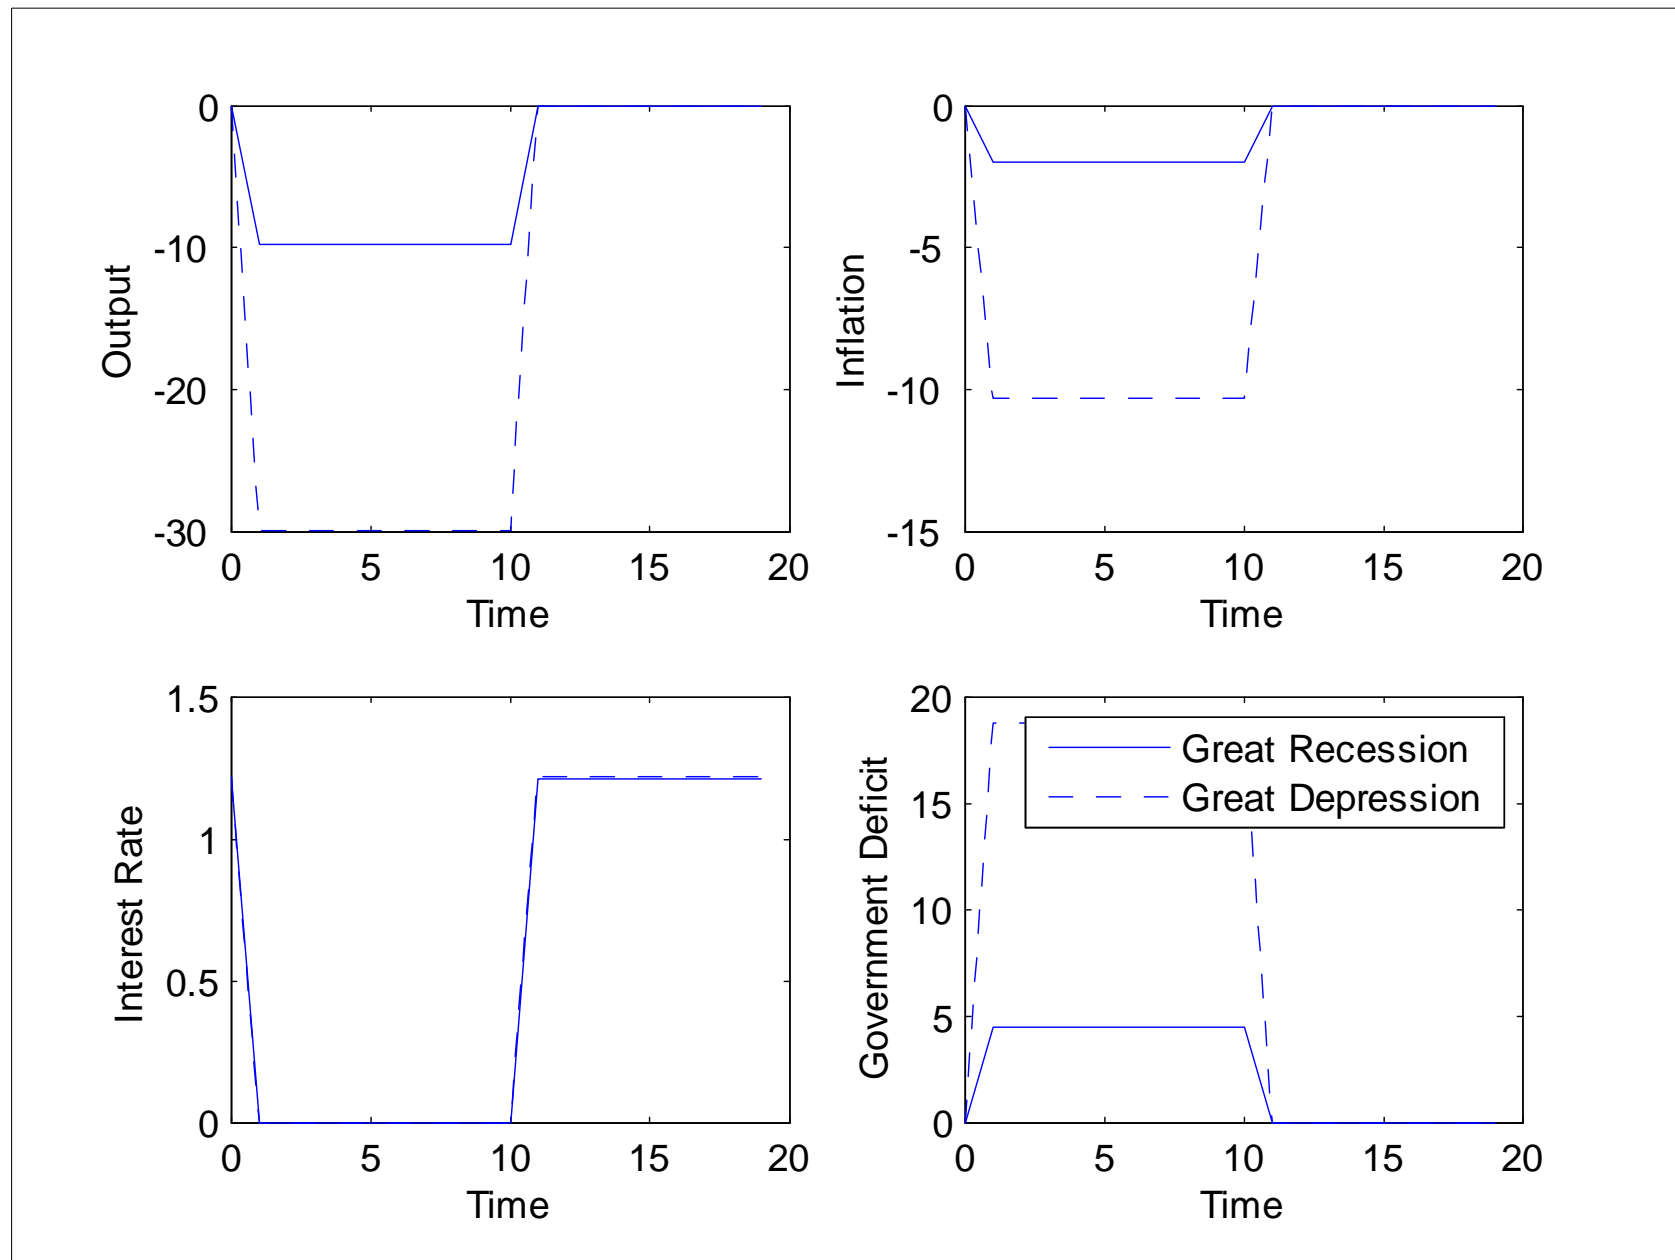 0
-10
-20
-30
Output
0 5 10 15 20
Time
0
-5
-10
-15
Inflation
0 5 10 15 20
Time
1.5
1
0.5
0
Interest Rate
0 5 10 15 20
Time
20
15
10
5
0
Government Deficit
Great Recession
Great Depression
0 5 10 15 20
Time